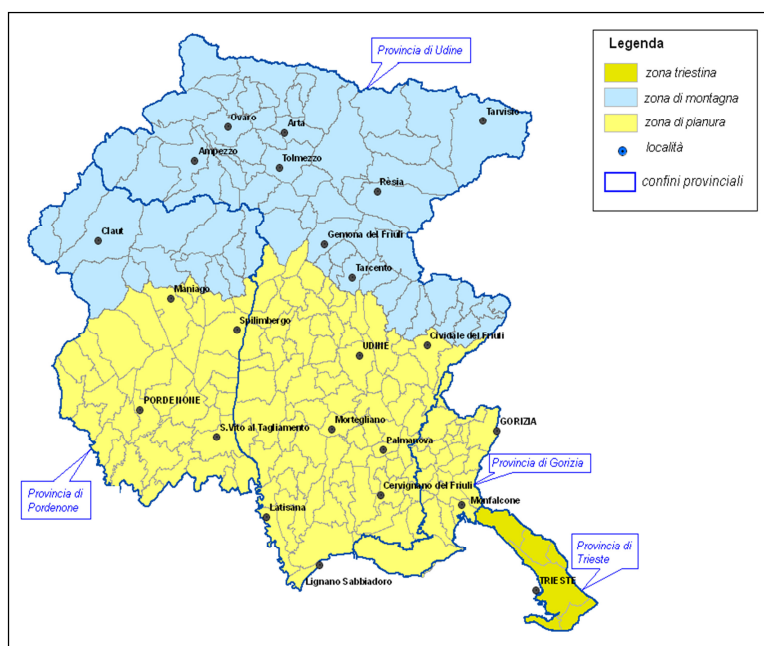 Provincia di Udine
Legenda
zona triestina
zona di montagna
zona di pianura
località
confini provinciali
Tarvisio
Ovaro
Arta
Ampezzo
Tolmezzo
Rèsia
Claut
Gemona del Friuli
Tarcento
Maniago
Spilimbergo
Cividale del Friuli
UDINE
PORDENONE
S.Vito al Tagliamento
Mortegliano
GORIZIA
Palmanova
Provincia di Gorizia
Provincia di
Pordenone
Cervignano del Friuli
Monfalcone
Latisana
Provincia di
Trieste
Lignano Sabbiadoro
TRIESTE